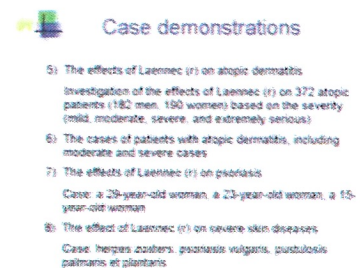 Case demonstrations
5) The effects of Laennec (r) on atopic dermatitis
Investigation of the effects of Laennec (r) on 372 atopic
patients (182 men, 190 women) based on the severity
(mild, moderate, severe, and extremely serious)
6) The cases of patients with atopic dermatitis, including
moderate and severe cases
7) The effects of Laennec (r) on psoriasis
Case: a 29-year-old woman, a 23-year-old woman, a 15-
year-old woman
8) The effect of Laennec (r) on severe skin diseases
Case: herpes zosters, psoriasis vulgaris, pustulosis
palmaris et plantaris